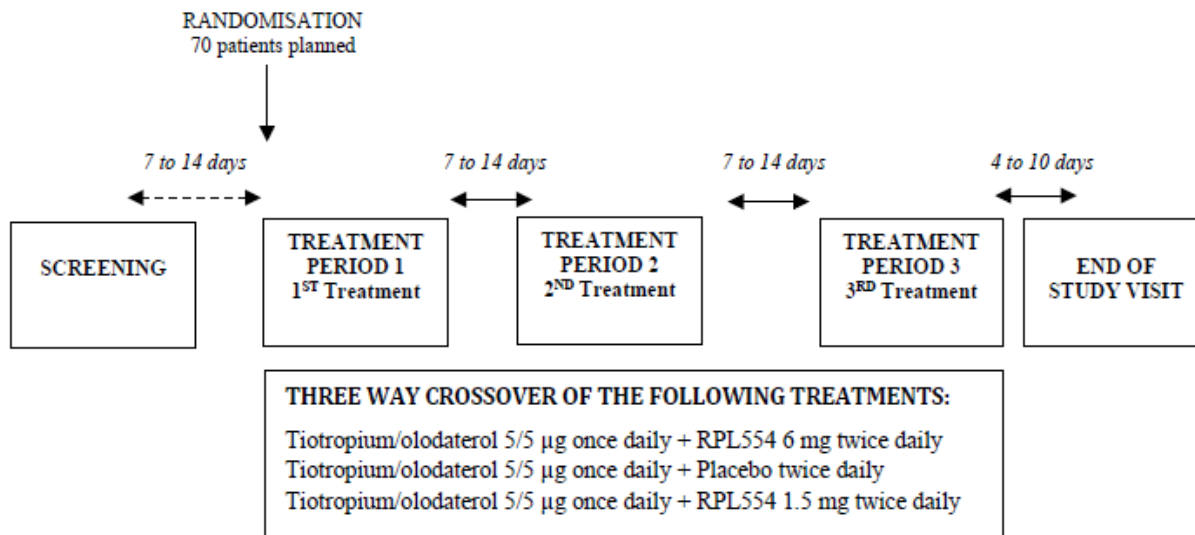 RANDOMISATION
70 patients planned
7 to 14 days
7 to 14 days
7 to 14 days
4 to 10 days
SCREENING
TREATMENT
PERIOD 1
1ST Treatment
TREATMENT
PERIOD 2
2ND Treatment
TREATMENT
PERIOD 3
3RD Treatment
END OF
STUDY VISIT
THREE WAY CROSSOVER OF THE FOLLOWING TREATMENTS:
Tiotropium/olodaterol 5/5 µg once daily + RPL554 6 mg twice daily
Tiotropium/olodaterol 5/5 µg once daily + Placebo twice daily
Tiotropium/olodaterol 5/5 µg once daily + RPL554 1.5 mg twice daily